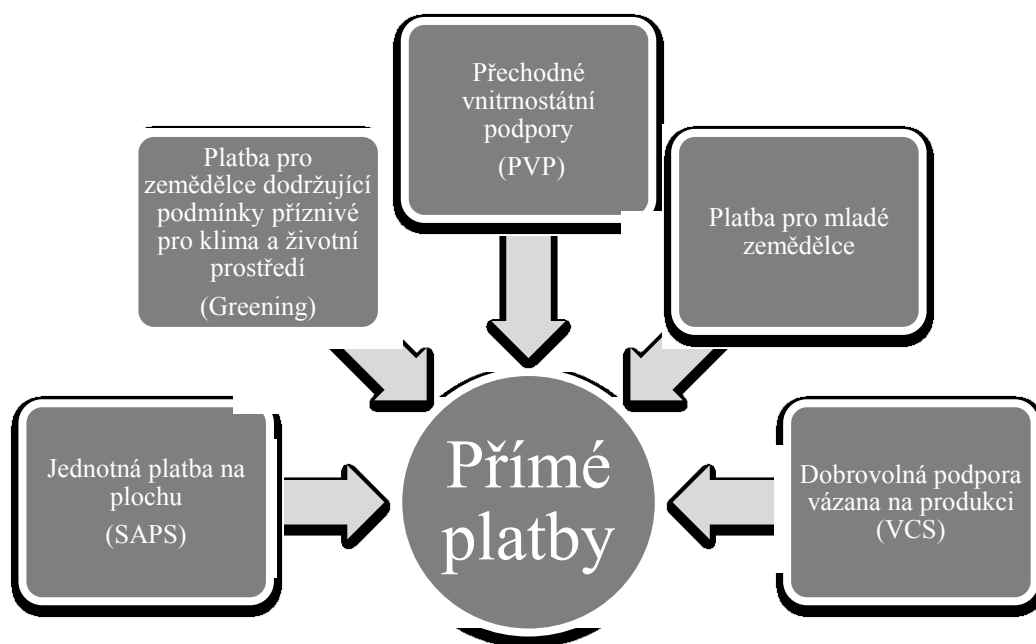 Přechodné
vnitrnostátní
podpory
(PVP)
Platba pro
zemědělce dodržující
podmínky příznivé
pro klima a životní
prostředí
(Greening)
Platba pro mladé
zemědělce
Jednotná platba na
plochu
(SAPS)
Přímé
platby
Dobrovolná podpora
vázana na produkci
(VCS)